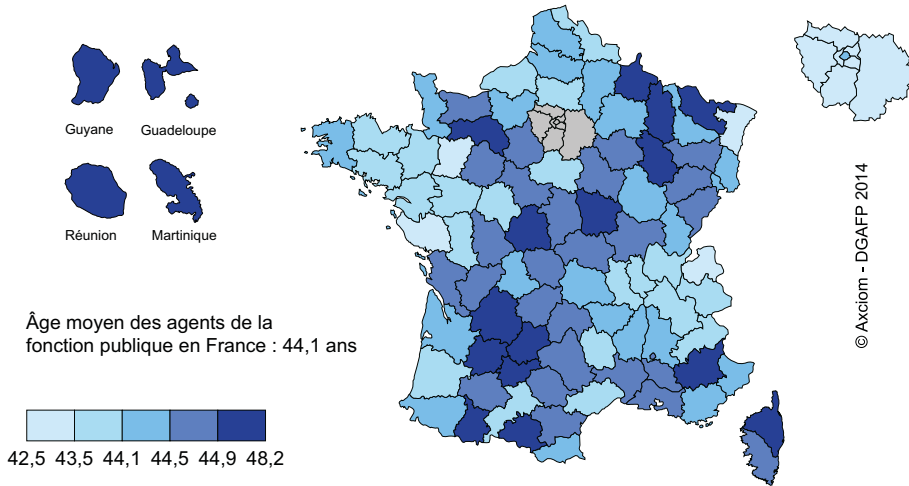 Guyane
Guadeloupe
Réunion
Martinique
Âge moyen des agents de la
fonction publique en France : 44,1 ans
42,5 43,5 44,1 44,5 44,9 48,2
© Axciom - DGAFP 2014